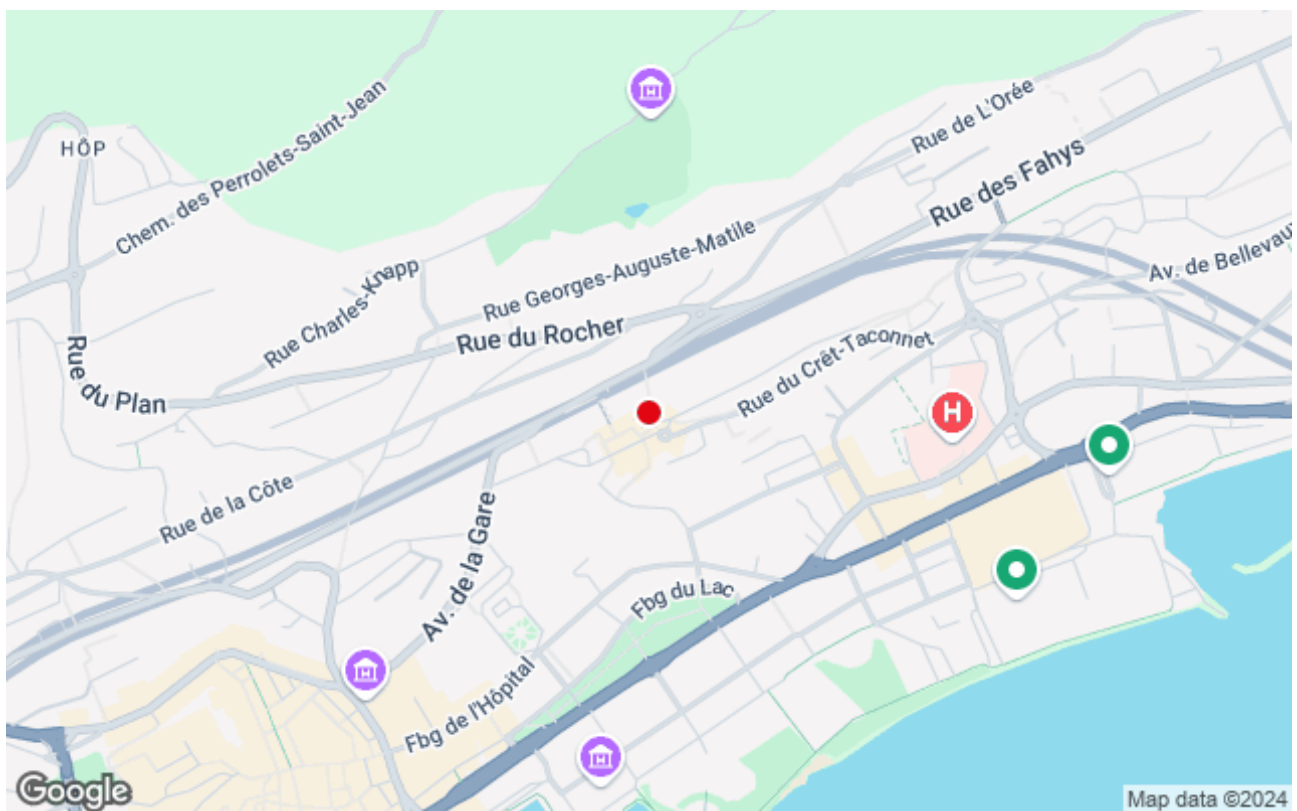 HÔP
Chem. des Perrolets-Saint-Jean
Rue de L'Orée
Rue des Fahys
Av. de Bellevaux
Rue Georges-Auguste-Matile
Rue Charles-Knapp
Rue du Rocher
Rue du Plan
Rue du Crêt-Taconnet
H
Rue de la Côte
Av. de la Gare
Fbg du Lac
Fbg de l'Hôpital
Google
Map data ©2024